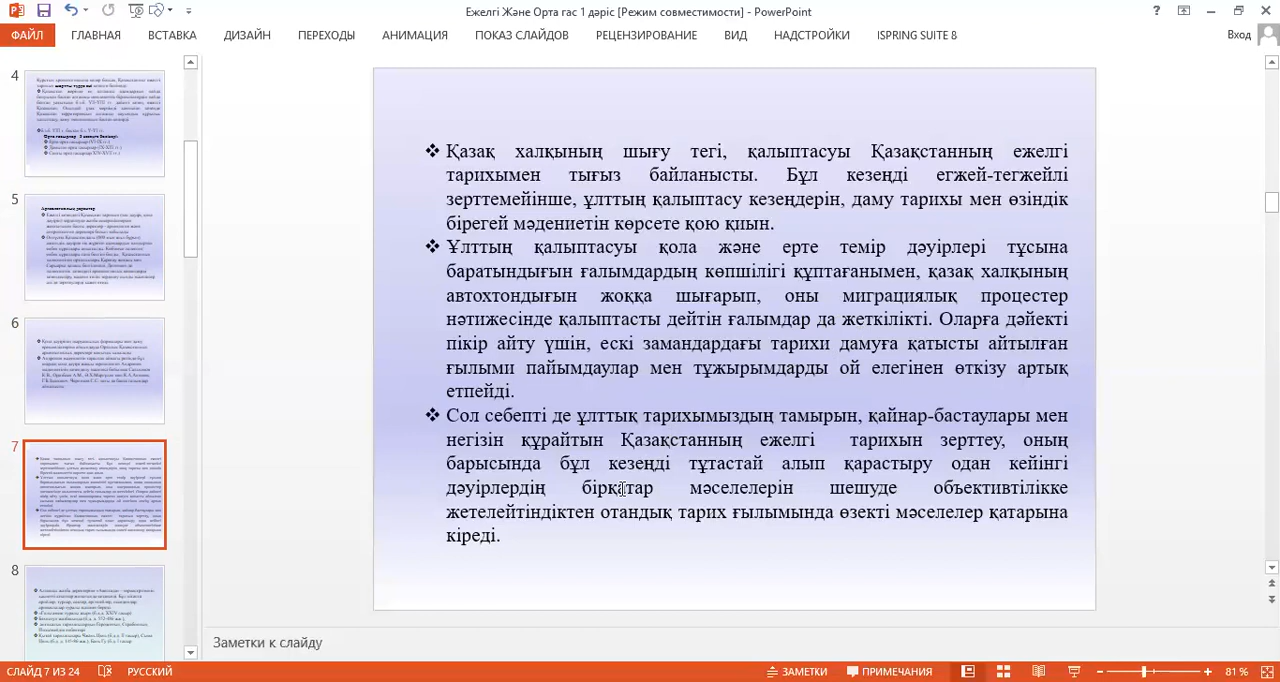 Ежелгі Және Орта ғас 1 дәріс [Режим совместимости] - PowerPoint
ФАЙЛ ГЛАВНАЯ ВСТАВКА ДИЗАЙН ПЕРЕХОДЫ АНИМАЦИЯ ПОКАЗ СЛАЙДОВ РЕЦЕНЗИРОВАНИЕ ВИД НАДСТРОЙКИ ISPRING SUITE 8 Вход
4
5
6
7
8
❖ Қазақ халқының шығу тегі, қалыптасуы Қазақстанның ежелгі
тарихымен тығыз байланысты. Бұл кезеңді егжей-тегжейлі
зерттемейінше, ұлттың қалыптасу кезеңдерін, даму тарихы мен өзіндік
бірегей мәдениетін көрсете қою қиын.
❖ Ұлттың қалыптасуы қола және ерте темір дәуірлері тұсына
баратындығын ғалымдардың көпшілігі құптағанымен, қазақ халқының
автохтондығын жоққа шығарып, оны миграциялық процестер
нәтижесінде қалыптасты дейтін ғалымдар да жеткілікті. Оларға дәйекті
пікір айту үшін, ескі замандардағы тарихи дамуға қатысты айтылған
ғылыми пайымдаулар мен тұжырымдарды ой елегінен өткізу артық
етпейді.
❖ Сол себепті де ұлттық тарихымыздың тамырын, қайнар-бастаулары мен
негізін құрайтын Қазақстанның ежелгі тарихын зерттеу, оның
барысында бұл кезеңді тұтастай алып қарастыру одан кейінгі
дәуірлердің бірқатар мәселелерін шешуде объективтілікке
жетелейтіндіктен отандық тарих ғылымында өзекті мәселелер қатарына
кіреді.
Заметки к слайду
СЛАЙД 7 ИЗ 24 РУССКИЙ ЗАМЕТКИ ПРИМЕЧАНИЯ 81 %